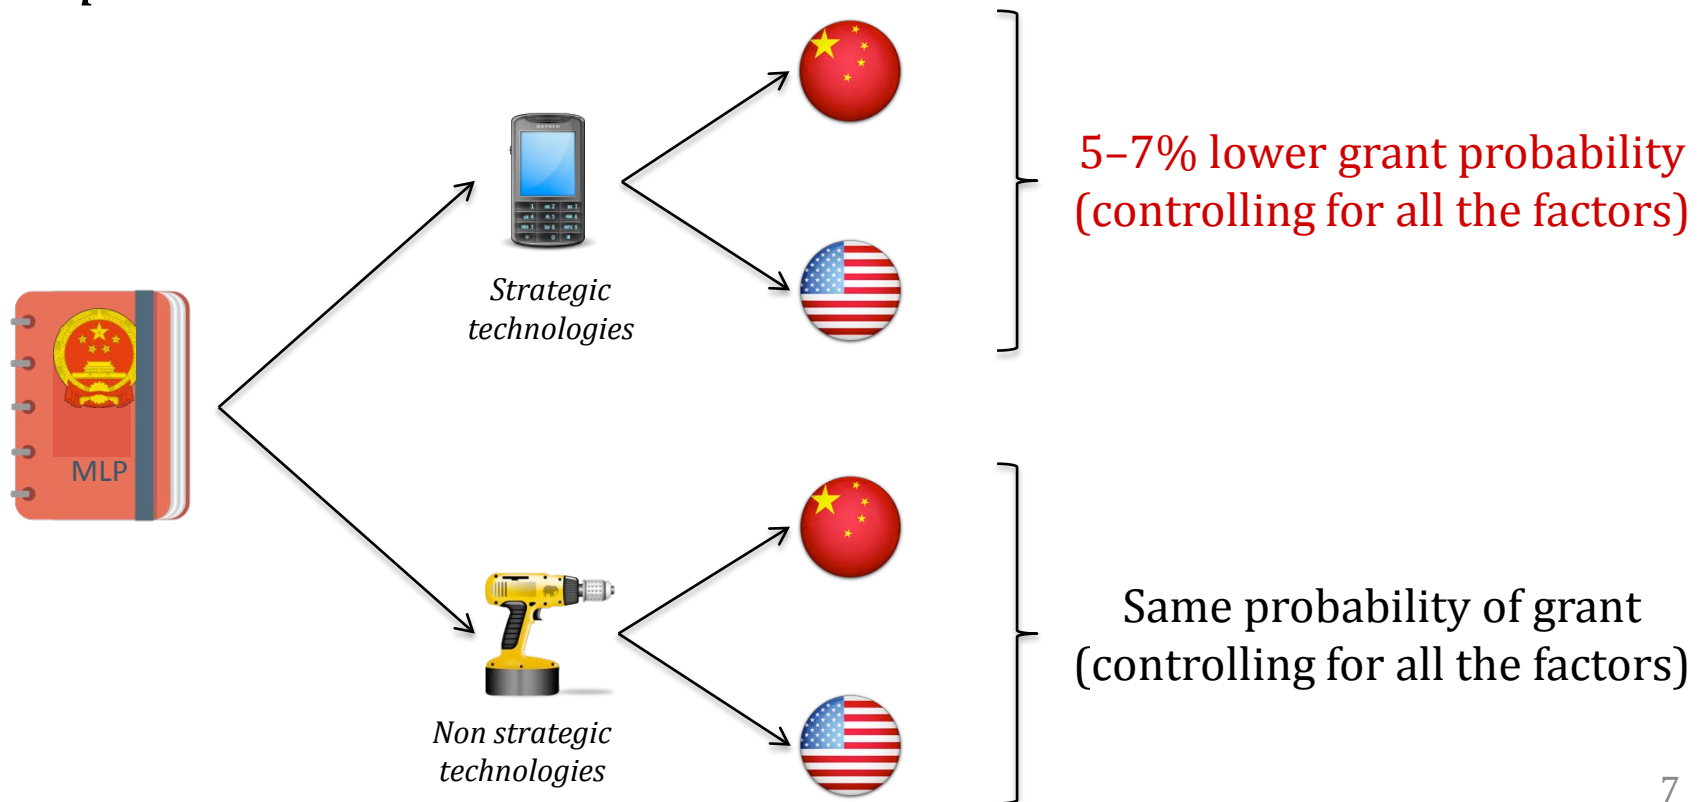 5–7% lower grant probability
(controlling for all the factors)
Strategic
technologies
MLP
Same probability of grant
(controlling for all the factors)
Non strategic
technologies
7